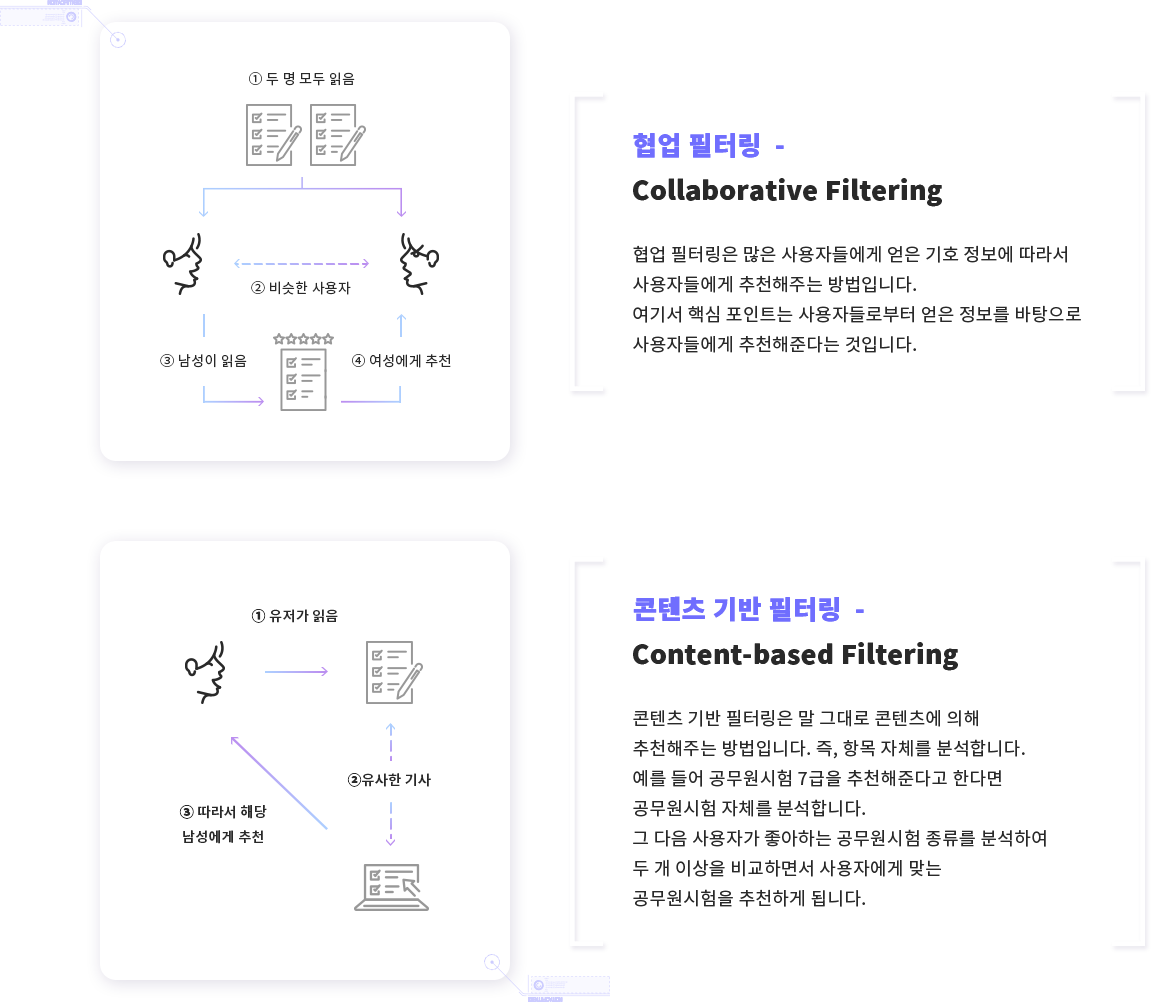 ① 두 명 모두 읽음
② 비슷한 사용자
③ 남성이 읽음
④ 여성에게 추천
협업 필터링 -
Collaborative Filtering
협업 필터링은 많은 사용자들에게 얻은 기호 정보에 따라서
사용자들에게 추천해주는 방법입니다.
여기서 핵심 포인트는 사용자들로부터 얻은 정보를 바탕으로
사용자들에게 추천해준다는 것입니다.
① 유저가 읽음
②유사한 기사
③ 따라서 해당
남성에게 추천
콘텐츠 기반 필터링 -
Content-based Filtering
콘텐츠 기반 필터링은 말 그대로 콘텐츠에 의해
추천해주는 방법입니다. 즉, 항목 자체를 분석합니다.
예를 들어 공무원시험 7급을 추천해준다고 한다면
공무원시험 자체를 분석합니다.
그 다음 사용자가 좋아하는 공무원시험 종류를 분석하여
두 개 이상을 비교하면서 사용자에게 맞는
공무원시험을 추천하게 됩니다.